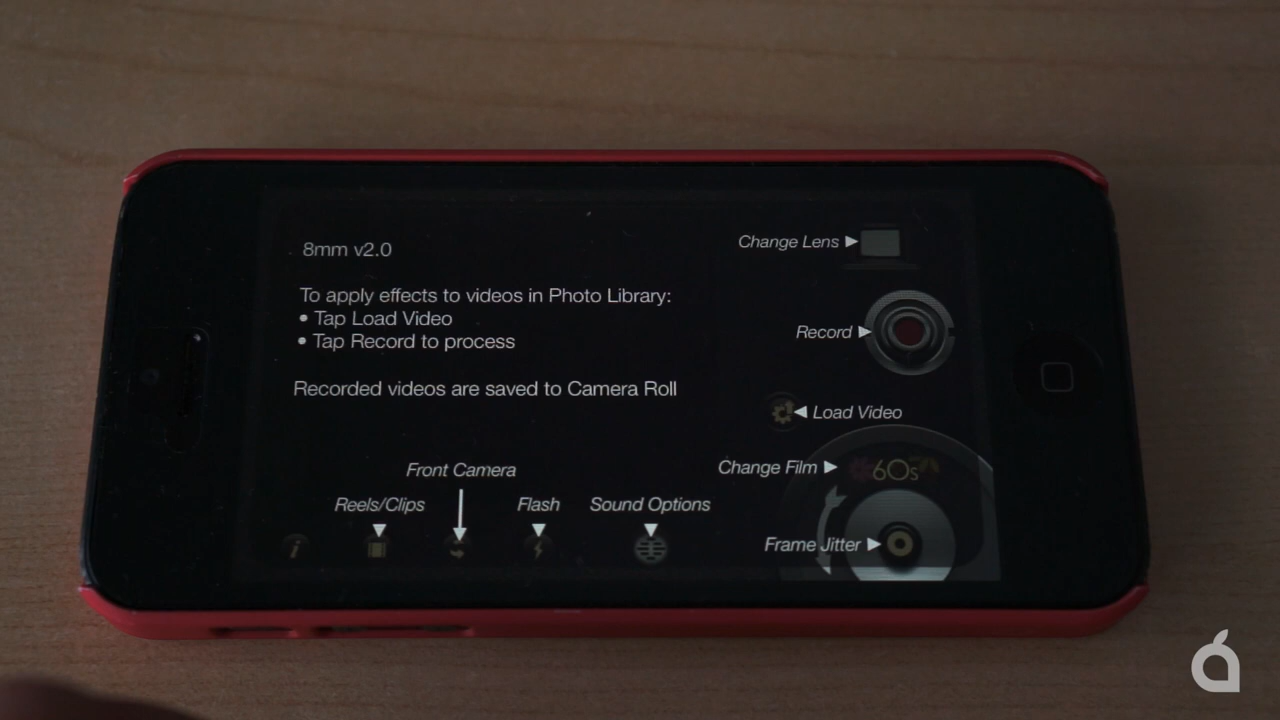 8mm v2.0
Change Lens
To apply effects to videos in Photo Library:
• Tap Load Video
• Tap Record to process
Record
Recorded videos are saved to Camera Roll
Load Video
Front Camera
Change Film
60s
Reels/Clips
Flash
Sound Options
Frame Jitter
i